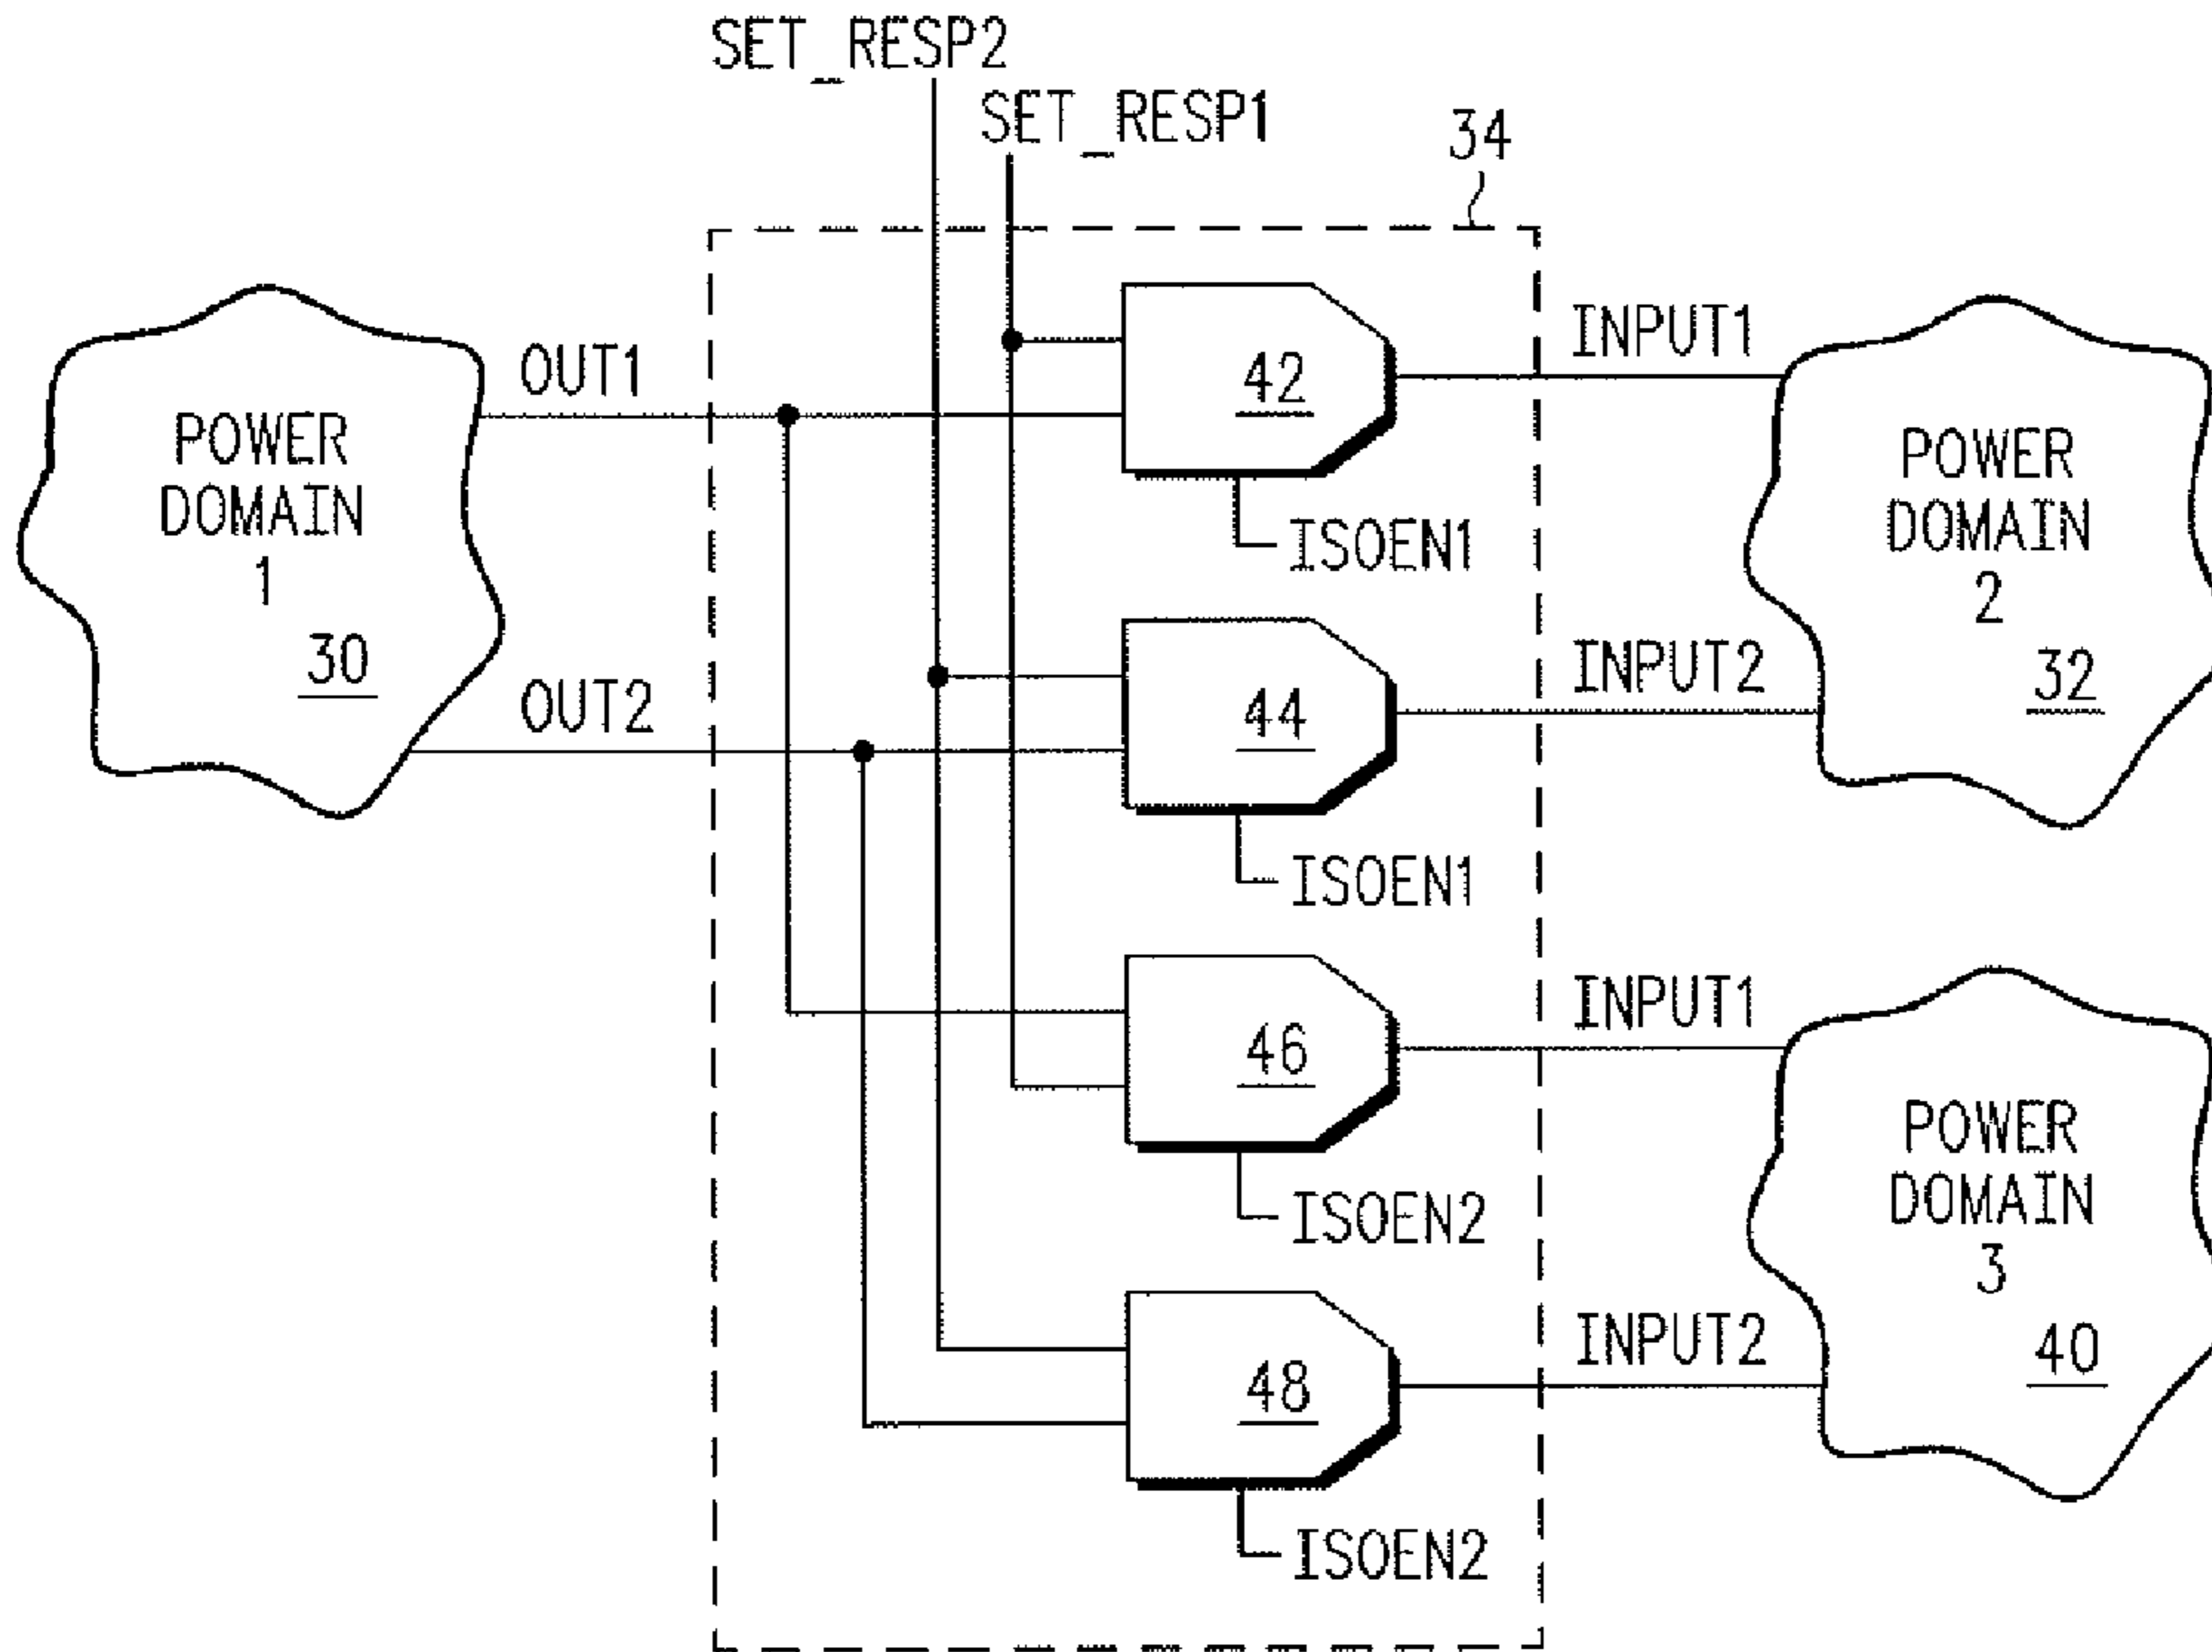 SET_RESP2
SET_RESP1
34
POWER
DOMAIN
1
30
OUT1
OUT2
42
ISOEN1
44
ISOEN1
46
ISOEN2
48
ISOEN2
INPUT1
INPUT2
POWER
DOMAIN
2
32
INPUT1
INPUT2
POWER
DOMAIN
3
40